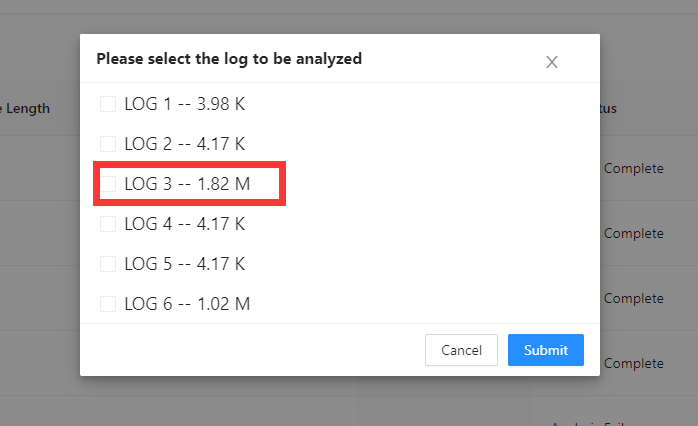 Please select the log to be analyzed
e Length
tus
LOG 1 -- 3.98 K
LOG 2 -- 4.17 K
Complete
LOG 3 -- 1.82 M
LOG 4 -- 4.17 K
Complete
LOG 5 -- 4.17 K
LOG 6 -- 1.02 M
Complete
Cancel
Submit
Complete